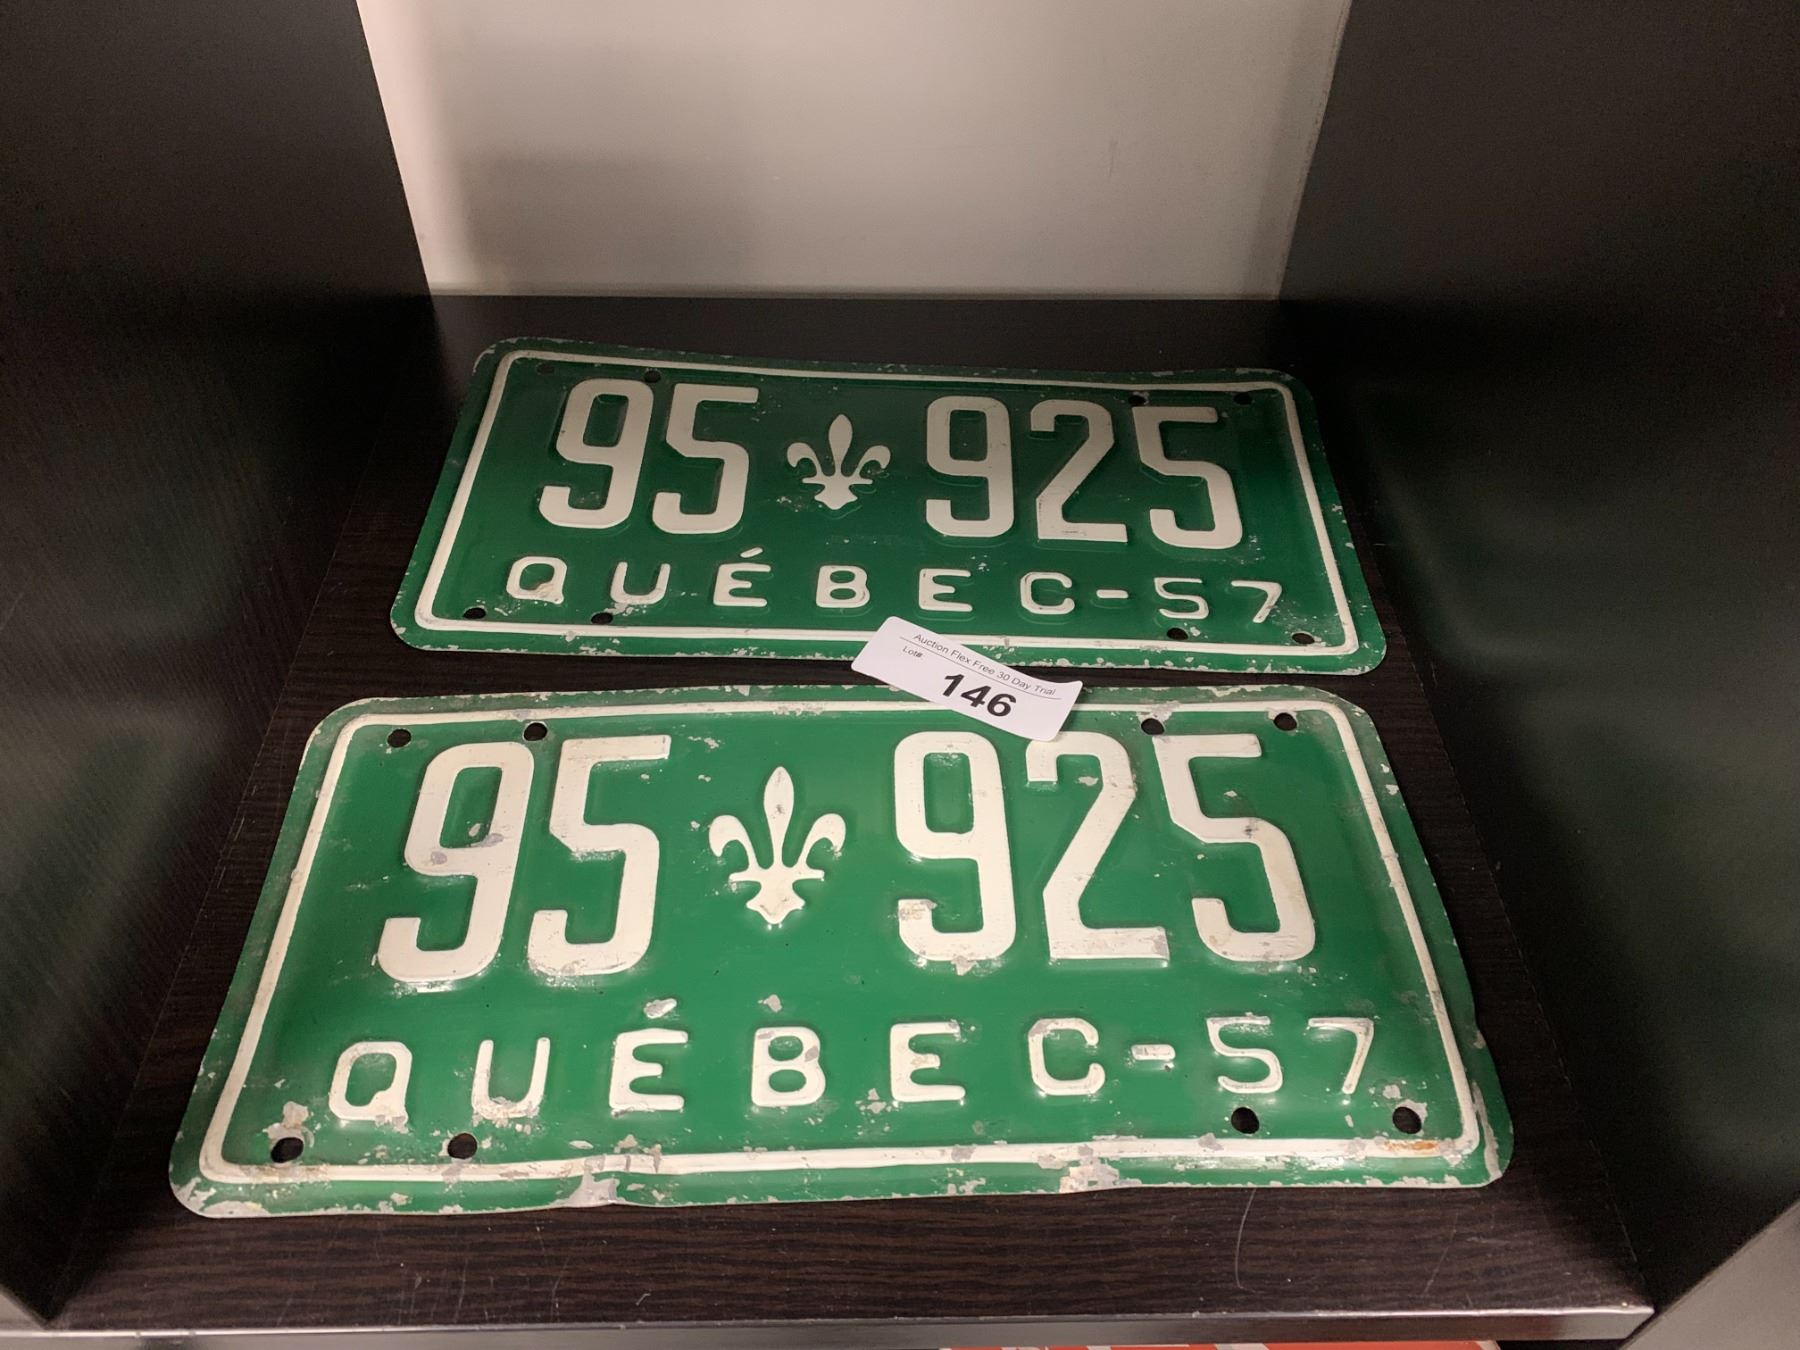 95 925
QUÉBEC-57
Auction Flex Free 30 Day Trial
Lot#
146
95 925
QUÉBEC-57